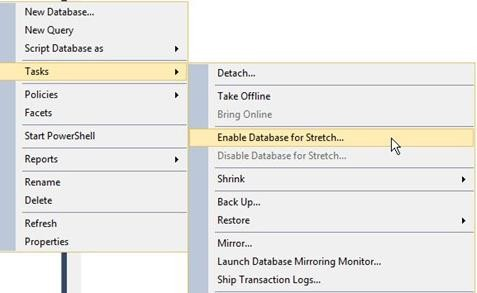 New Database...
New Query
Script Database as
Tasks
Policies
Facets
Start PowerShell
Reports
Rename
Delete
Refresh
Properties
Detach...
Take Offline
Bring Online
Enable Database for Stretch...
Disable Database for Stretch...
Shrink
Back Up...
Restore
Mirror...
Launch Database Mirroring Monitor...
Ship Transaction Logs...